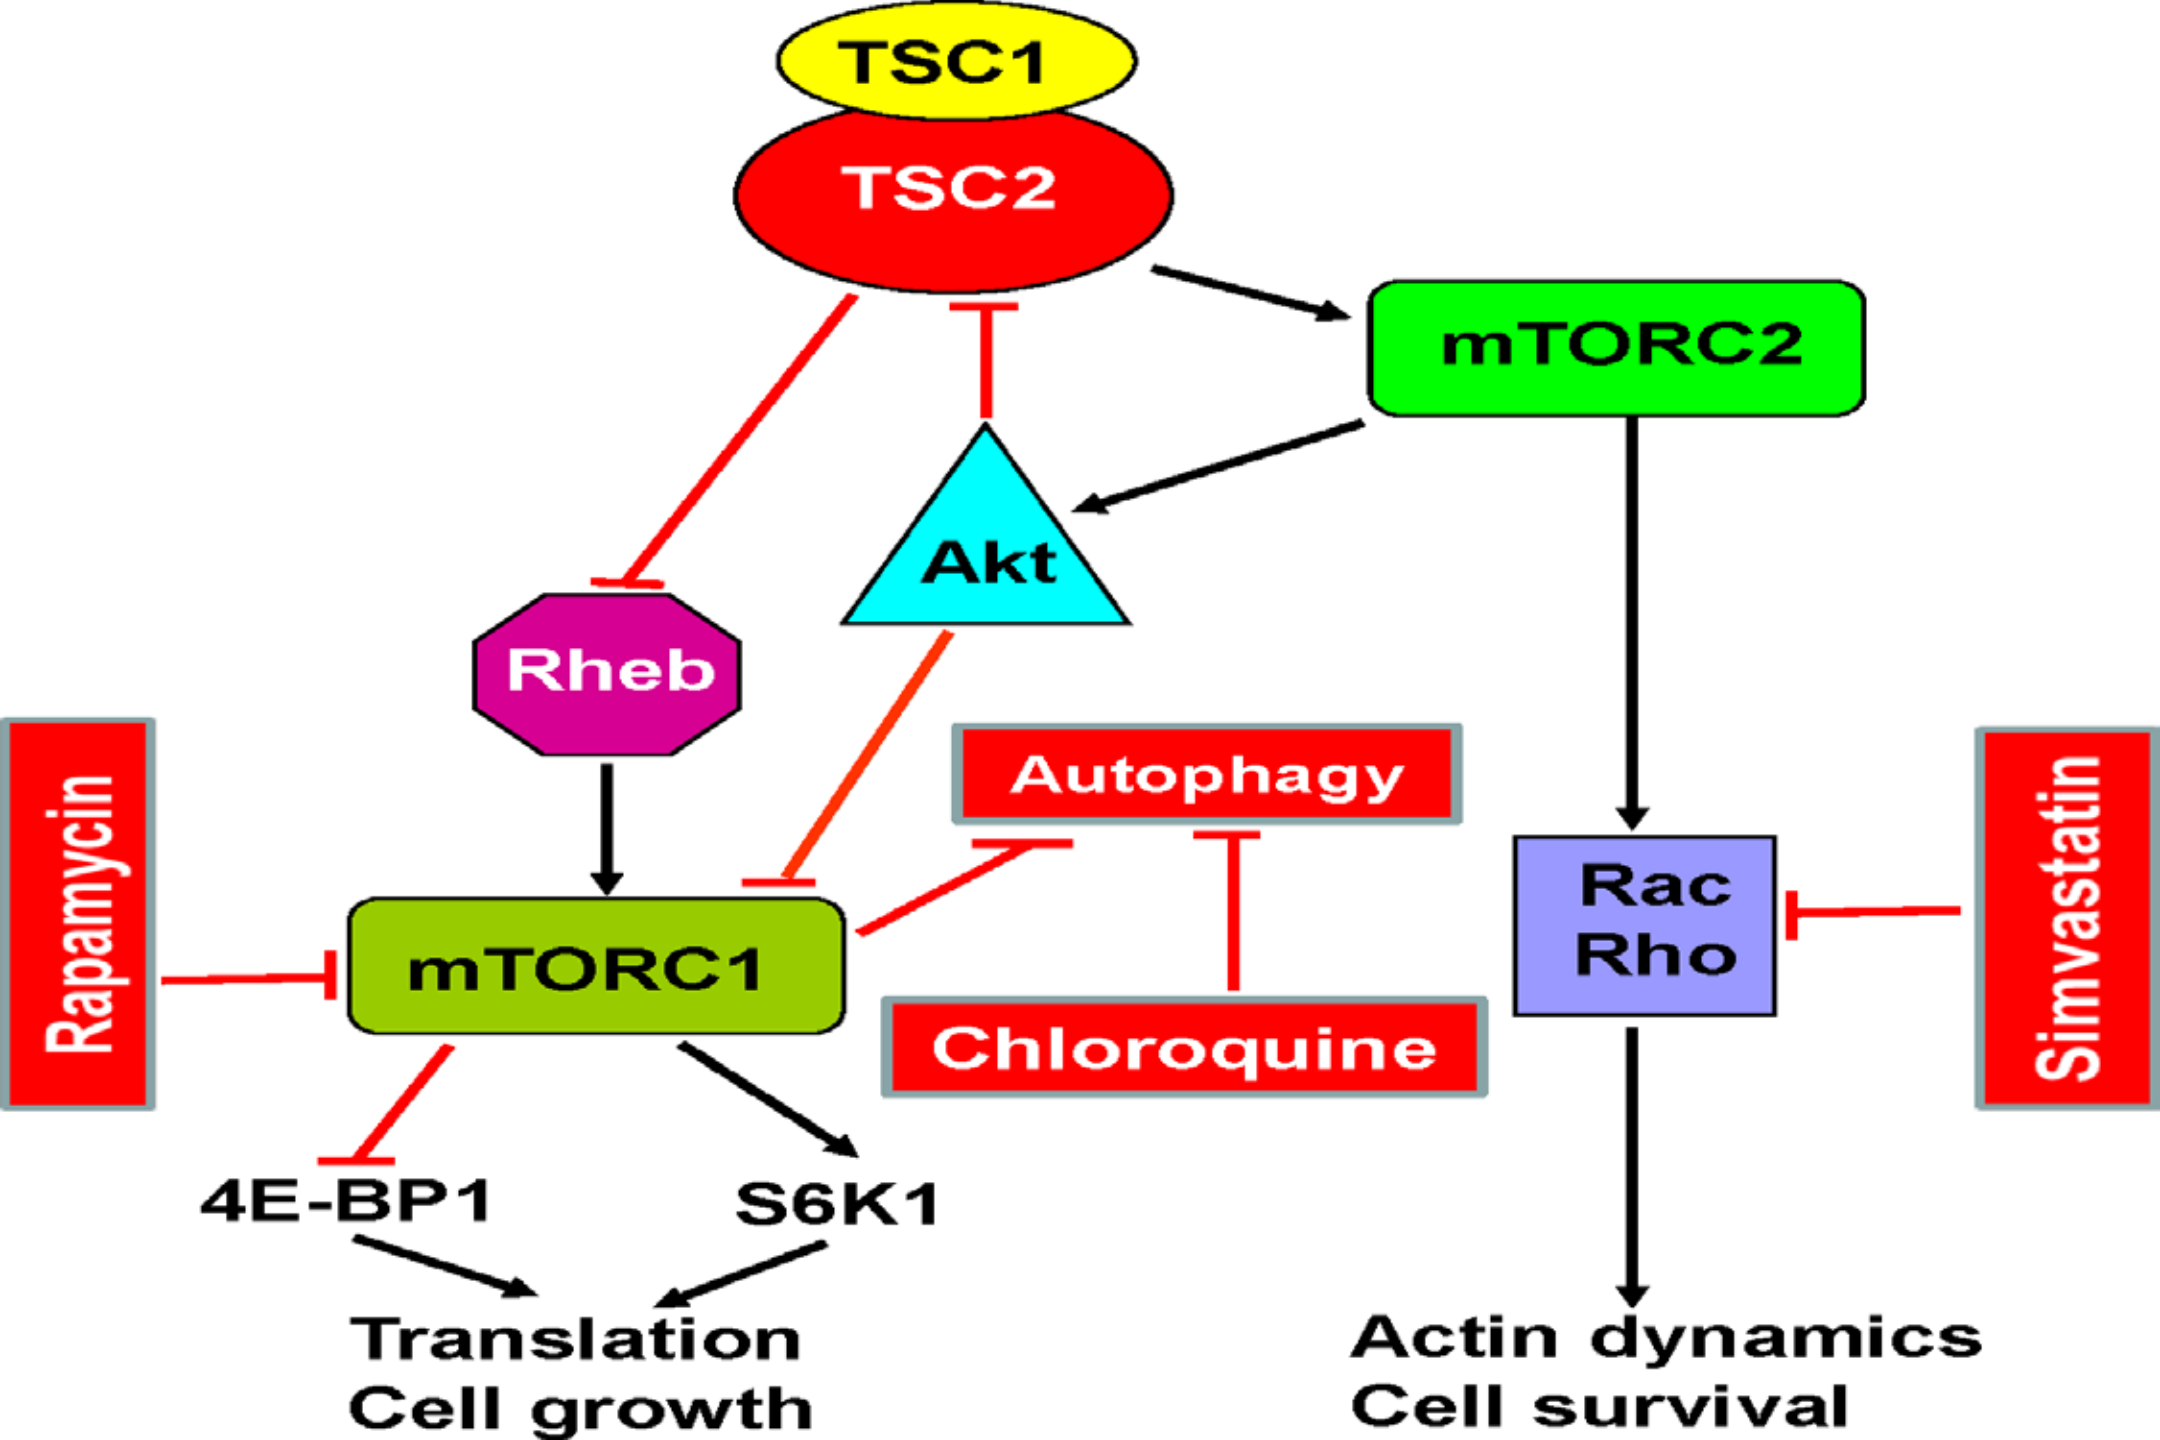 TSC1
TSC2
mTORC2
Akt
Rheb
Autophagy
Rapamycin
Simvastatin
Rac
Rho
mTORC1
Chloroquine
4E-BP1
S6K1
Translation
Cell growth
Actin dynamics
Cell survival